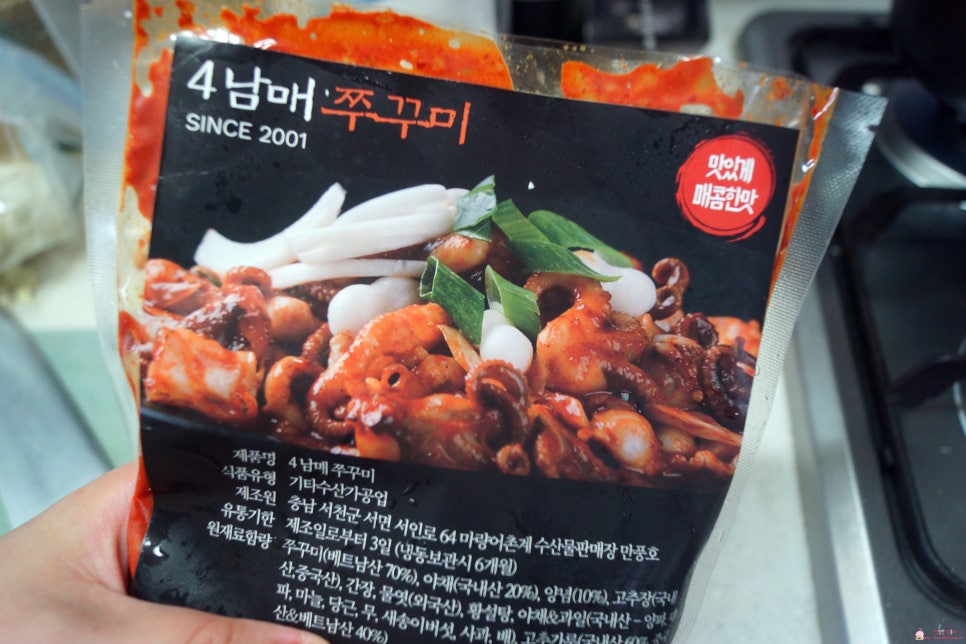 4남매 쭈꾸미
SINCE 2001
맛있게
매콤한맛
제품명 4남매 쭈꾸미
식품유형 기타수산가공업
제조원 충남 서천군 서면 서인로 64 마량어촌계 수산물판매장 만풍호
유통기한 제조일로부터 3일 (냉동보관시 6개월)
원재료함량 쭈꾸미(베트남산 70%), 야채(국내산 20%), 양념(10%), 고추장(국내
산,중국산), 간장, 물엿(외국산), 황설탕, 야채&과일(국내산 - 양파,
파, 마늘, 당근, 무, 새송이버섯, 사과, 배), 고추가루(국내산 60%
산&베트남산 40%)